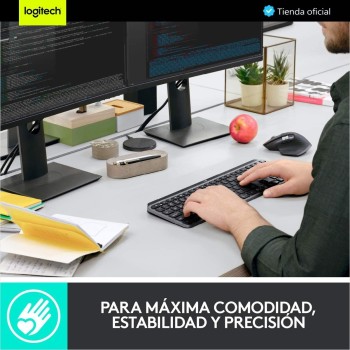 logitech
Tienda oficial
PARA MÁXIMA COMODIDAD,
ESTABILIDAD Y PRECISIÓN